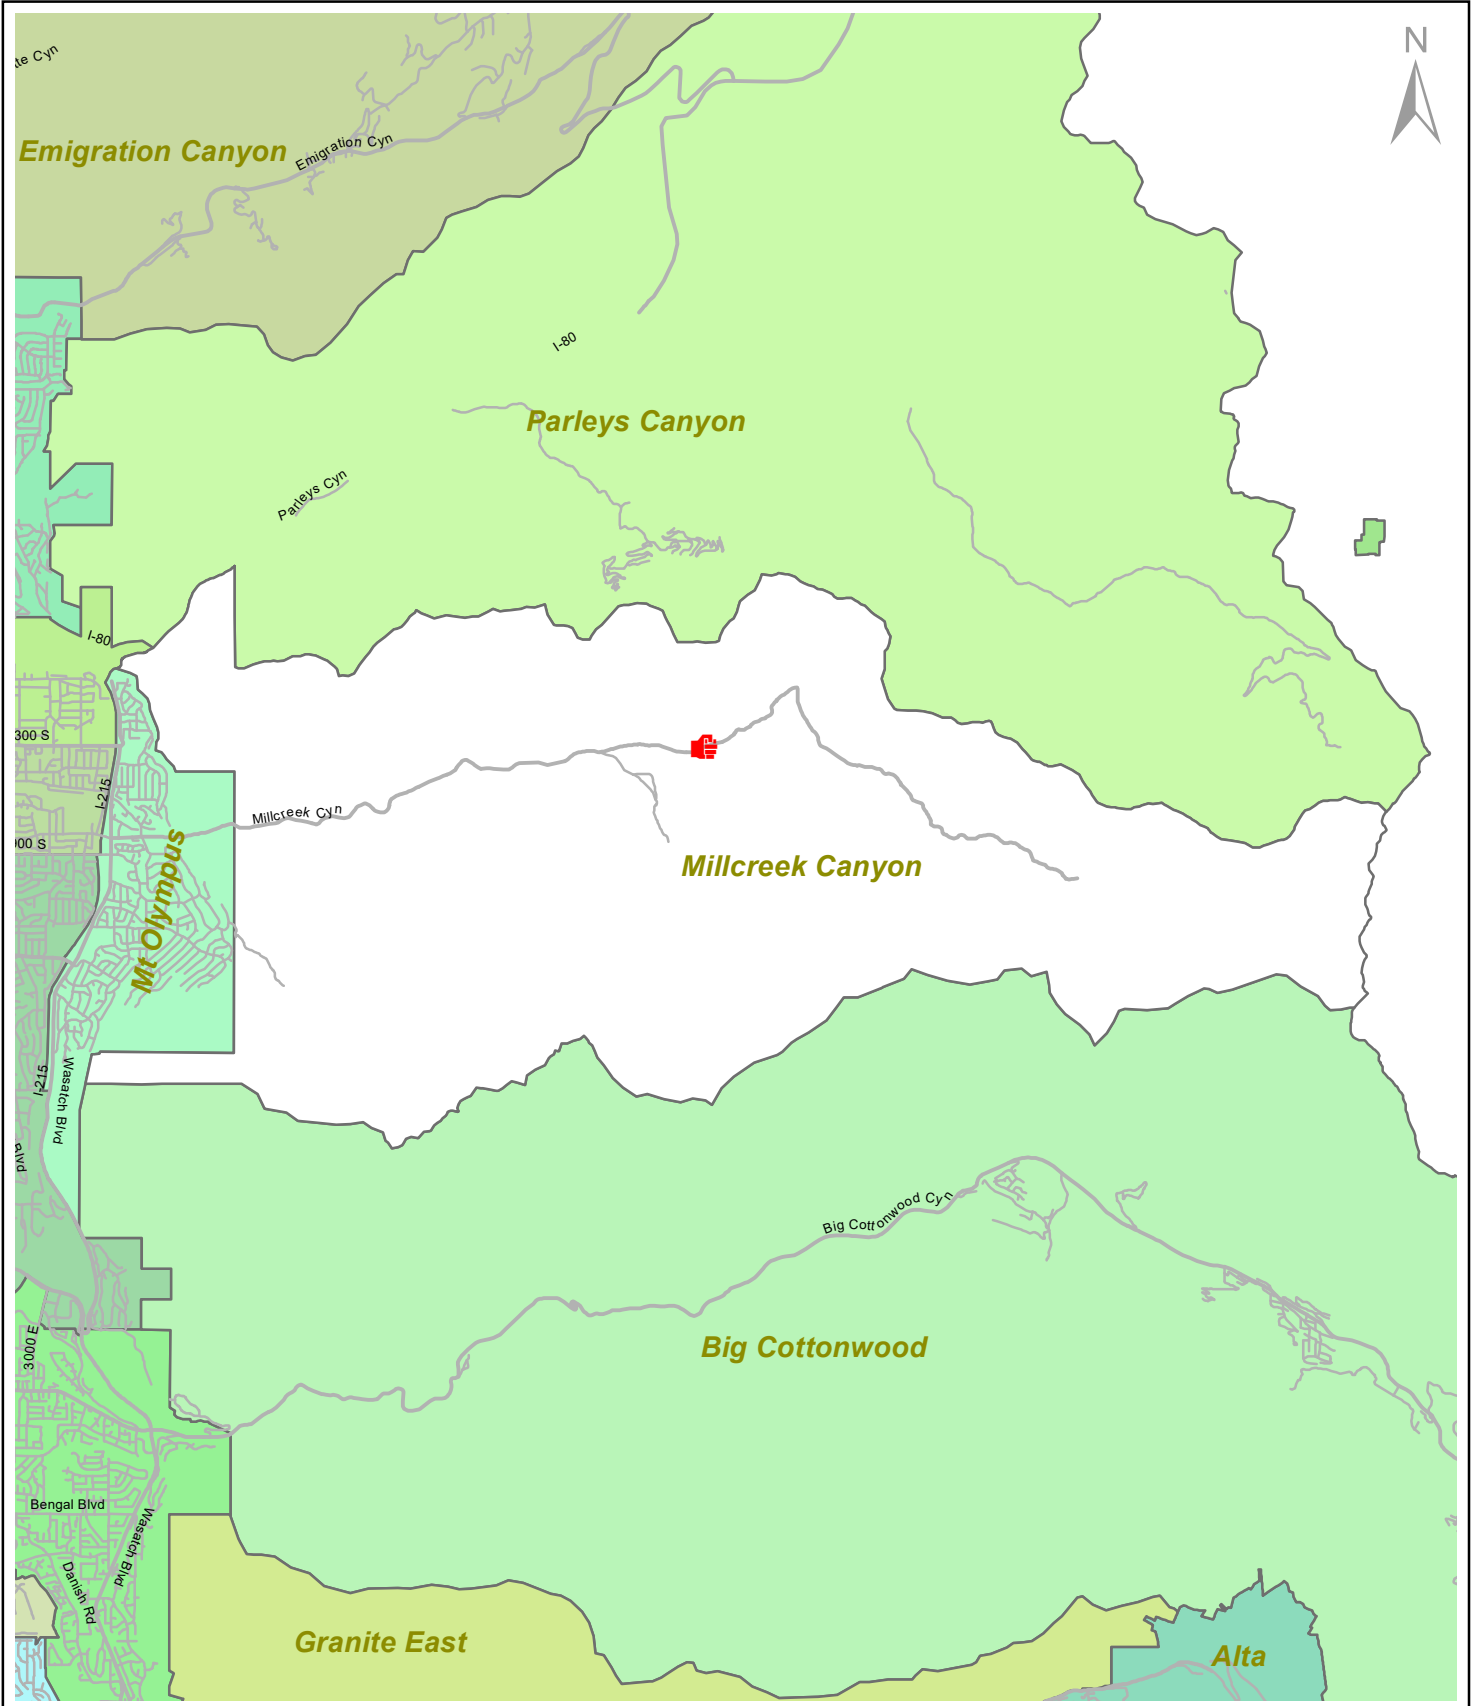 N
Emigration Canyon
Emigration Cyn
I-80
Parleys Canyon
Parleys Cyn
I-80
300 S
I-215
Millcreek Cyn
Millcreek Canyon
Mt Olympus
I-215
Wasatch Blvd
Blvd
Big Cottonwood Cyn
3000 E
Big Cottonwood
Bengal Blvd
Wasatch Blvd
Danish Rd
Granite East
Alta